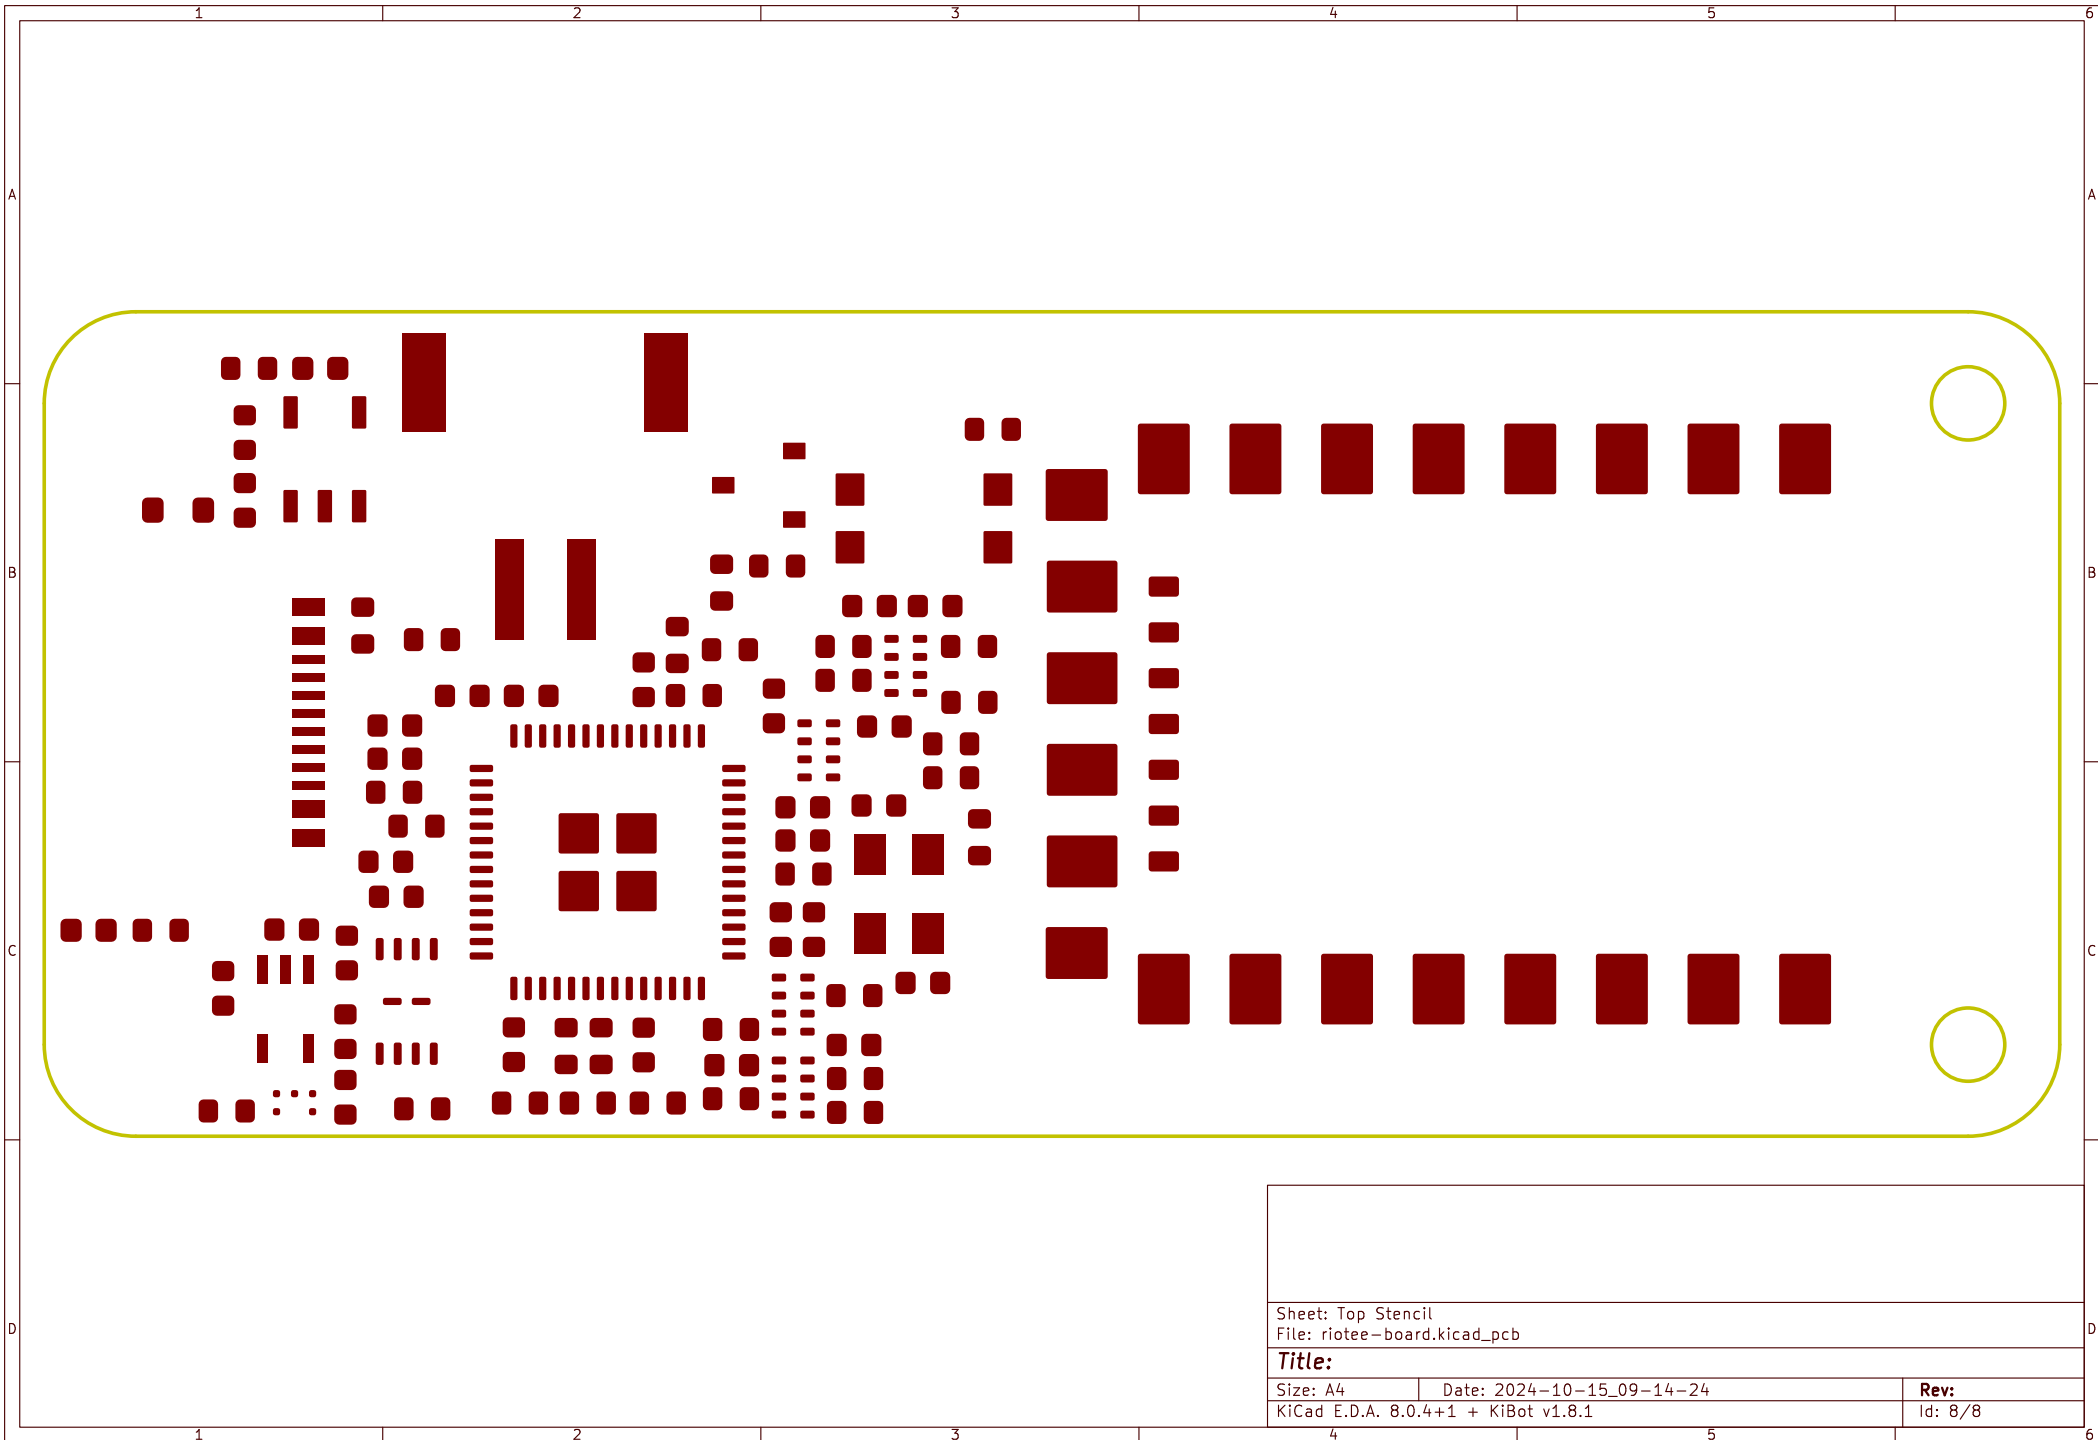 1 2 3 4 5 6
A A
B B
C C
D D
Sheet: Top Stencil
File: riotee-board.kicad_pcb
Title:
Size: A4 Date: 2024-10-15_09-14-24 Rev:
KiCad E.D.A. 8.0.4+1 + KiBot v1.8.1 Id: 8/8
1 2 3 4 5 6